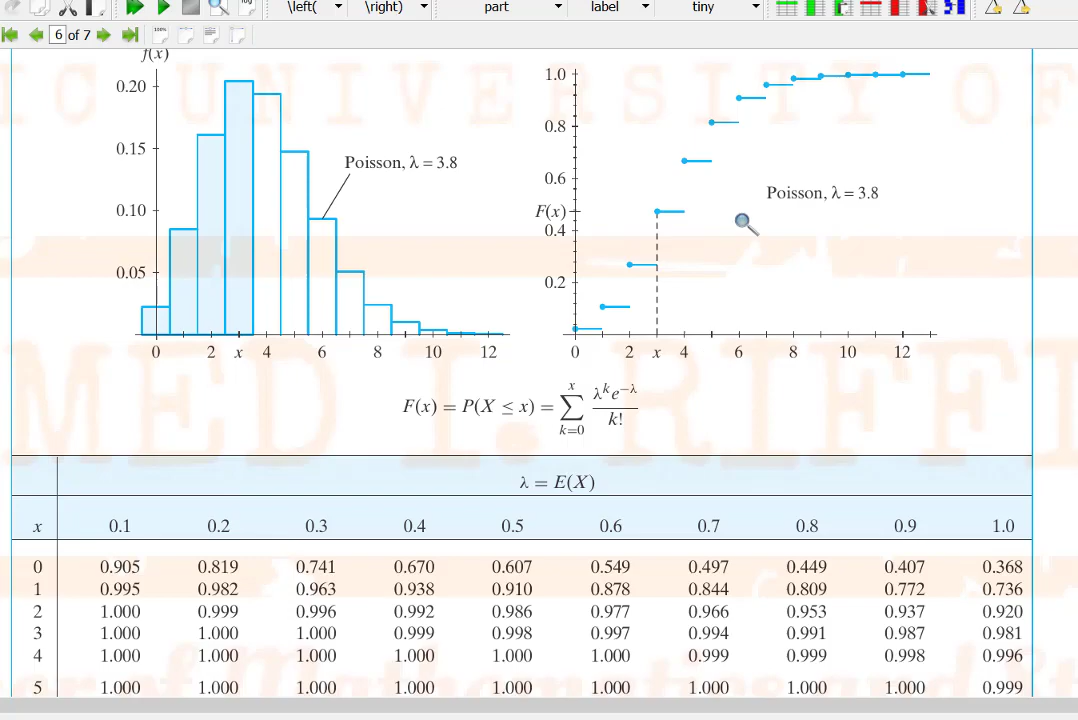 \left( \right) part label tiny
6 of 7
f(x)
0.20
0.15
0.10
0.05
Poisson, λ = 3.8
0 2 x 4 6 8 10 12
1.0
0.8
0.6
F(x)
0.4
0.2
Poisson, λ = 3.8
0 2 x 4 6 8 10 12
F(x) = P(X ≤ x) = ∑_{k=0}^{x} λ^k e^{−λ} / k!
λ = E(X)
x 0.1 0.2 0.3 0.4 0.5 0.6 0.7 0.8 0.9 1.0
0 0.905 0.819 0.741 0.670 0.607 0.549 0.497 0.449 0.407 0.368
1 0.995 0.982 0.963 0.938 0.910 0.878 0.844 0.809 0.772 0.736
2 1.000 0.999 0.996 0.992 0.986 0.977 0.966 0.953 0.937 0.920
3 1.000 1.000 1.000 0.999 0.998 0.997 0.994 0.991 0.987 0.981
4 1.000 1.000 1.000 1.000 1.000 1.000 0.999 0.999 0.998 0.996
5 1.000 1.000 1.000 1.000 1.000 1.000 1.000 1.000 1.000 0.999
IC UNIVERSITY OF
MED I. RIFFI